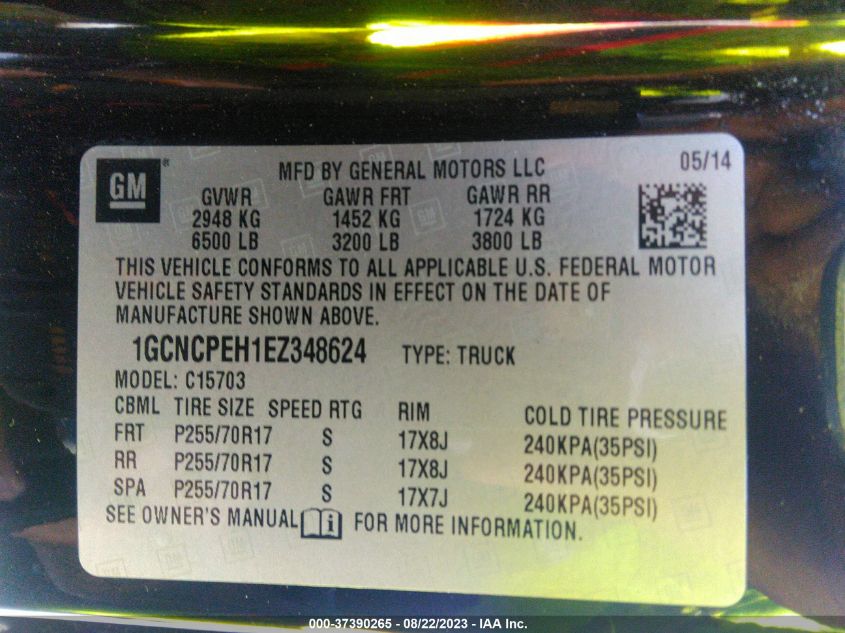 GM ®
MFD BY GENERAL MOTORS LLC 05/14
GVWR GAWR FRT GAWR RR
2948 KG 1452 KG 1724 KG
6500 LB 3200 LB 3800 LB
THIS VEHICLE CONFORMS TO ALL APPLICABLE U.S. FEDERAL MOTOR
VEHICLE SAFETY STANDARDS IN EFFECT ON THE DATE OF
MANUFACTURE SHOWN ABOVE.
1GCNCPEH1EZ348624 TYPE: TRUCK
MODEL: C15703
CBML TIRE SIZE SPEED RTG RIM COLD TIRE PRESSURE
FRT P255/70R17 S 17X8J 240KPA(35PSI)
RR P255/70R17 S 17X8J 240KPA(35PSI)
SPA P255/70R17 S 17X7J 240KPA(35PSI)
SEE OWNER'S MANUAL i FOR MORE INFORMATION.
000-37390265 - 08/22/2023 - IAA Inc.